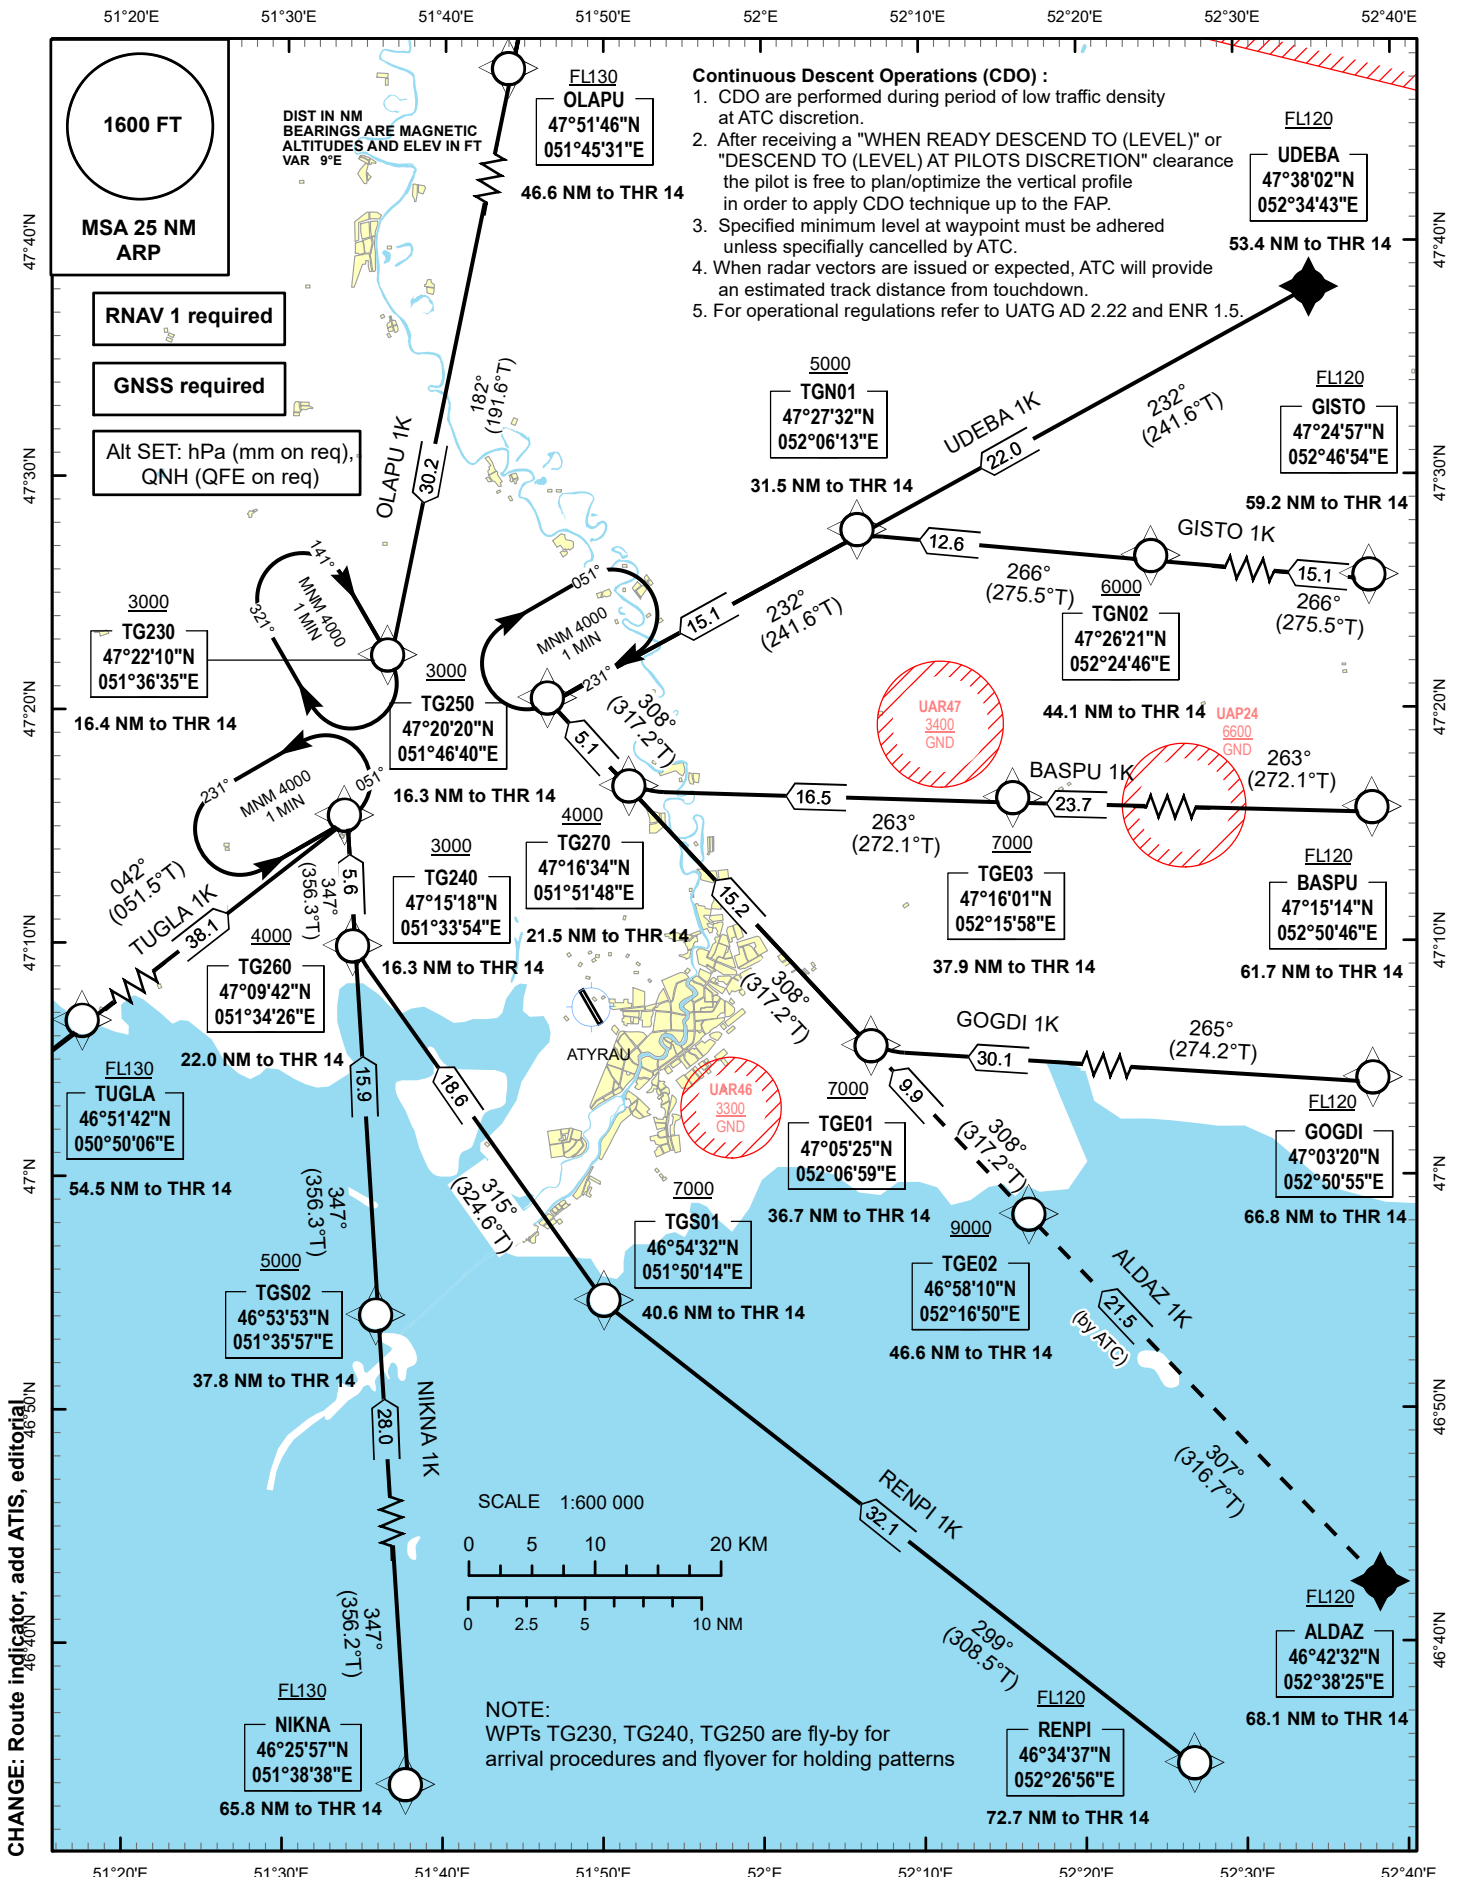 51°20'E
51°30'E
51°40'E
51°50'E
52°E
52°10'E
52°20'E
52°30'E
52°40'E
1600 FT
MSA 25 NM
ARP
DIST IN NM
BEARINGS ARE MAGNETIC
ALTITUDES AND ELEV IN FT
VAR 9°E
FL130
OLAPU
47°51'46"N
051°45'31"E
46.6 NM to THR 14
Continuous Descent Operations (CDO) :
1. CDO are performed during period of low traffic density
at ATC discretion.
2. After receiving a "WHEN READY DESCEND TO (LEVEL)" or
"DESCEND TO (LEVEL) AT PILOTS DISCRETION" clearance
the pilot is free to plan/optimize the vertical profile
in order to apply CDO technique up to the FAP.
3. Specified minimum level at waypoint must be adhered
unless specifially cancelled by ATC.
4. When radar vectors are issued or expected, ATC will provide
an estimated track distance from touchdown.
5. For operational regulations refer to UATG AD 2.22 and ENR 1.5.
FL120
UDEBA
47°38'02"N
052°34'43"E
53.4 NM to THR 14
47°40'N
47°40'N
RNAV 1 required
GNSS required
Alt SET: hPa (mm on req),
QNH (QFE on req)
182°
(191.6°T)
OLAPU 1K
30.2
5000
TGN01
47°27'32"N
052°06'13"E
31.5 NM to THR 14
UDEBA 1K
22.0
232°
(241.6°T)
FL120
GISTO
47°24'57"N
052°46'54"E
59.2 NM to THR 14
47°30'N
47°30'N
GISTO 1K
12.6
15.1
266°
(275.5°T)
266°
(275.5°T)
6000
TGN02
47°26'21"N
052°24'46"E
44.1 NM to THR 14
141°
321°
MNM 4000
1 MIN
3000
TG230
47°22'10"N
051°36'35"E
16.4 NM to THR 14
051°
MNM 4000
1 MIN
231°
15.1
232°
(241.6°T)
3000
TG250
47°20'20"N
051°46'40"E
16.3 NM to THR 14
308°
(317.2°T)
5.1
47°20'N
47°20'N
UAR47
3400
GND
UAP24
6600
GND
BASPU 1K
263°
(272.1°T)
16.5
23.7
263°
(272.1°T)
231°
051°
MNM 4000
1 MIN
4000
TG270
47°16'34"N
051°51'48"E
21.5 NM to THR 14
7000
TGE03
47°16'01"N
052°15'58"E
37.9 NM to THR 14
FL120
BASPU
47°15'14"N
052°50'46"E
61.7 NM to THR 14
3000
TG240
47°15'18"N
051°33'54"E
16.3 NM to THR 14
042°
(051.5°T)
TUGLA 1K
38.1
5.6
347°
(356.3°T)
15.2
47°10'N
47°10'N
4000
TG260
47°09'42"N
051°34'26"E
22.0 NM to THR 14
308°
(317.2°T)
ATYRAU
GOGDI 1K
30.1
265°
(274.2°T)
FL130
TUGLA
46°51'42"N
050°50'06"E
54.5 NM to THR 14
15.9
18.6
UAR46
3300
GND
7000
TGE01
47°05'25"N
052°06'59"E
36.7 NM to THR 14
9.9
308°
(317.2°T)
FL120
GOGDI
47°03'20"N
052°50'55"E
66.8 NM to THR 14
47°N
47°N
347°
(356.3°T)
315°
(324.6°T)
7000
TGS01
46°54'32"N
051°50'14"E
40.6 NM to THR 14
9000
TGE02
46°58'10"N
052°16'50"E
46.6 NM to THR 14
ALDAZ 1K
21.5
(by ATC)
5000
TGS02
46°53'53"N
051°35'57"E
37.8 NM to THR 14
46°50'N
46°50'N
NIKNA 1K
28.0
307°
(316.7°T)
RENPI 1K
32.1
SCALE 1:600 000
0 5 10 20 KM
0 2.5 5 10 NM
347°
(356.2°T)
299°
(308.5°T)
46°40'N
46°40'N
FL120
ALDAZ
46°42'32"N
052°38'25"E
68.1 NM to THR 14
FL130
NIKNA
46°25'57"N
051°38'38"E
65.8 NM to THR 14
NOTE:
WPTs TG230, TG240, TG250 are fly-by for
arrival procedures and flyover for holding patterns
FL120
RENPI
46°34'37"N
052°26'56"E
72.7 NM to THR 14
CHANGE: Route indicator, add ATIS, editorial
51°20'E
51°30'E
51°40'E
51°50'E
52°E
52°10'E
52°20'E
52°30'E
52°40'E